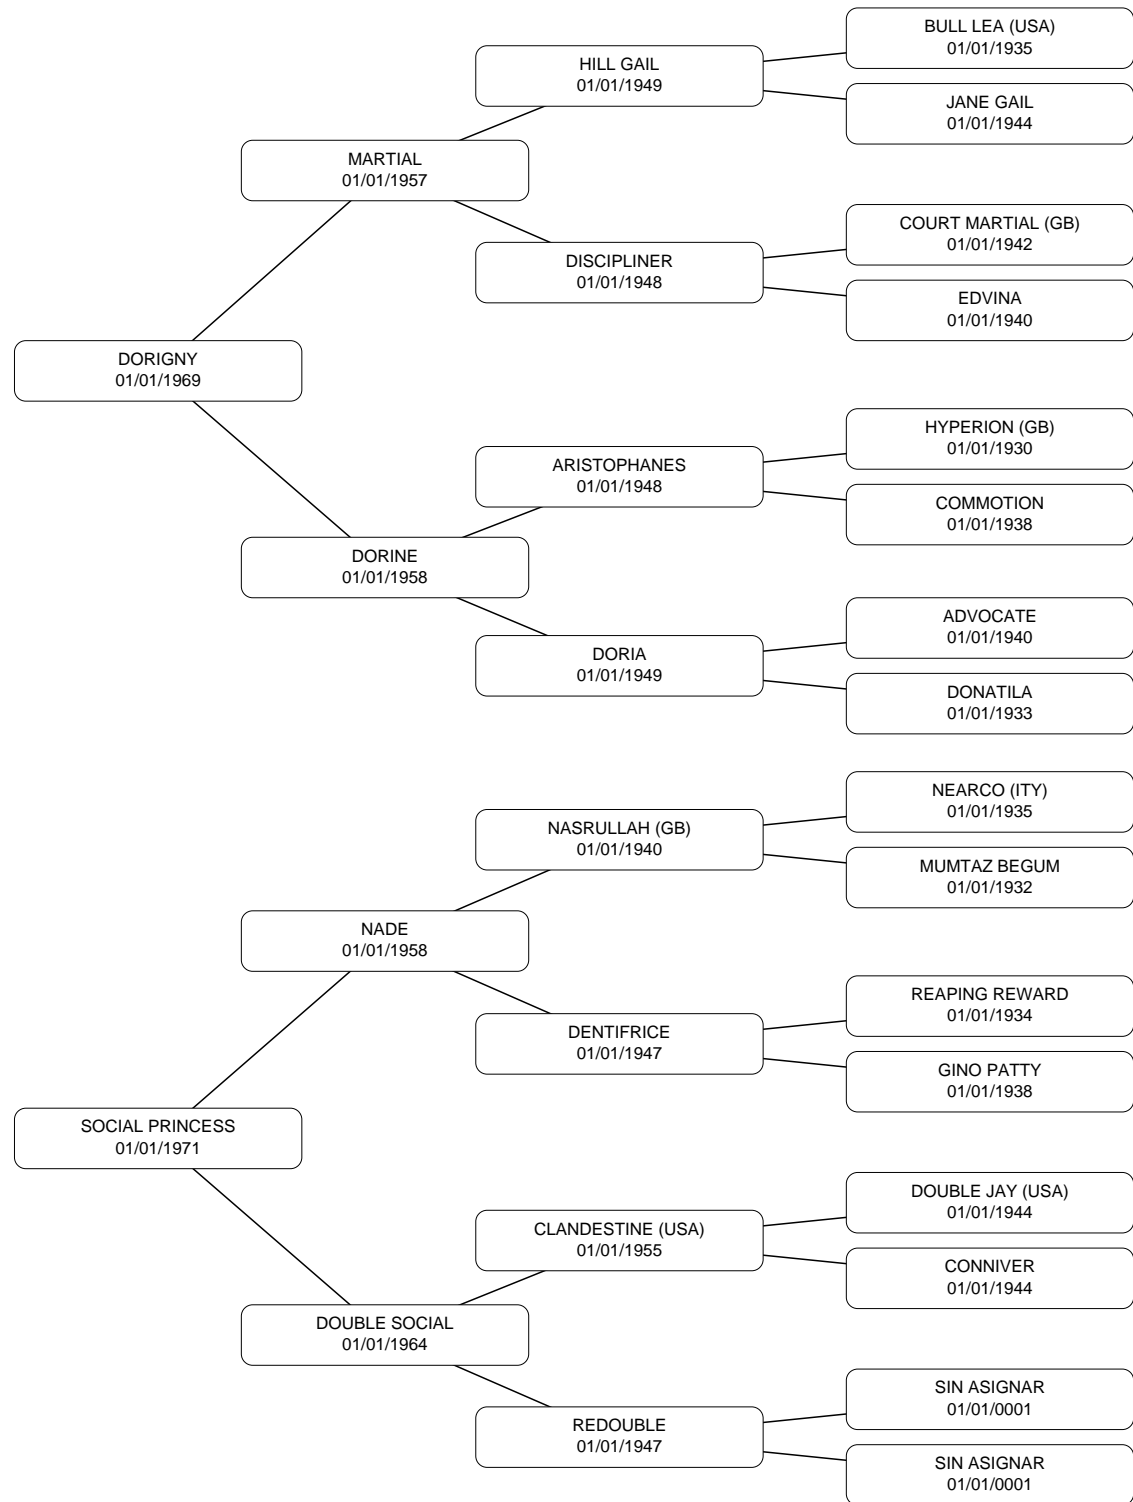 BULL LEA (USA)
01/01/1935
HILL GAIL
01/01/1949
JANE GAIL
01/01/1944
MARTIAL
01/01/1957
COURT MARTIAL (GB)
01/01/1942
DISCIPLINER
01/01/1948
EDVINA
01/01/1940
DORIGNY
01/01/1969
HYPERION (GB)
01/01/1930
ARISTOPHANES
01/01/1948
COMMOTION
01/01/1938
DORINE
01/01/1958
ADVOCATE
01/01/1940
DORIA
01/01/1949
DONATILA
01/01/1933
NEARCO (ITY)
01/01/1935
NASRULLAH (GB)
01/01/1940
MUMTAZ BEGUM
01/01/1932
NADE
01/01/1958
REAPING REWARD
01/01/1934
DENTIFRICE
01/01/1947
GINO PATTY
01/01/1938
SOCIAL PRINCESS
01/01/1971
DOUBLE JAY (USA)
01/01/1944
CLANDESTINE (USA)
01/01/1955
CONNIVER
01/01/1944
DOUBLE SOCIAL
01/01/1964
SIN ASIGNAR
01/01/0001
REDOUBLE
01/01/1947
SIN ASIGNAR
01/01/0001